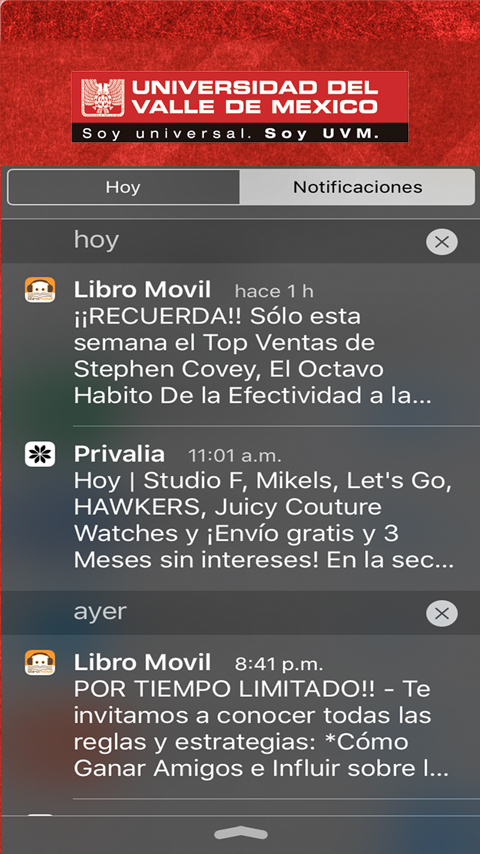 UNIVERSIDAD DEL
VALLE DE MEXICO
Soy universal. Soy UVM.
Hoy
Notificaciones
hoy
Libro Movil hace 1 h
¡¡RECUERDA!! Sólo esta
semana el Top Ventas de
Stephen Covey, El Octavo
Habito De la Efectividad a la...
Privalia 11:01 a.m.
Hoy | Studio F, Mikels, Let's Go,
HAWKERS, Juicy Couture
Watches y ¡Envío gratis y 3
Meses sin intereses! En la sec...
ayer
Libro Movil 8:41 p.m.
POR TIEMPO LIMITADO!! - Te
invitamos a conocer todas las
reglas y estrategias: *Cómo
Ganar Amigos e Influir sobre l...